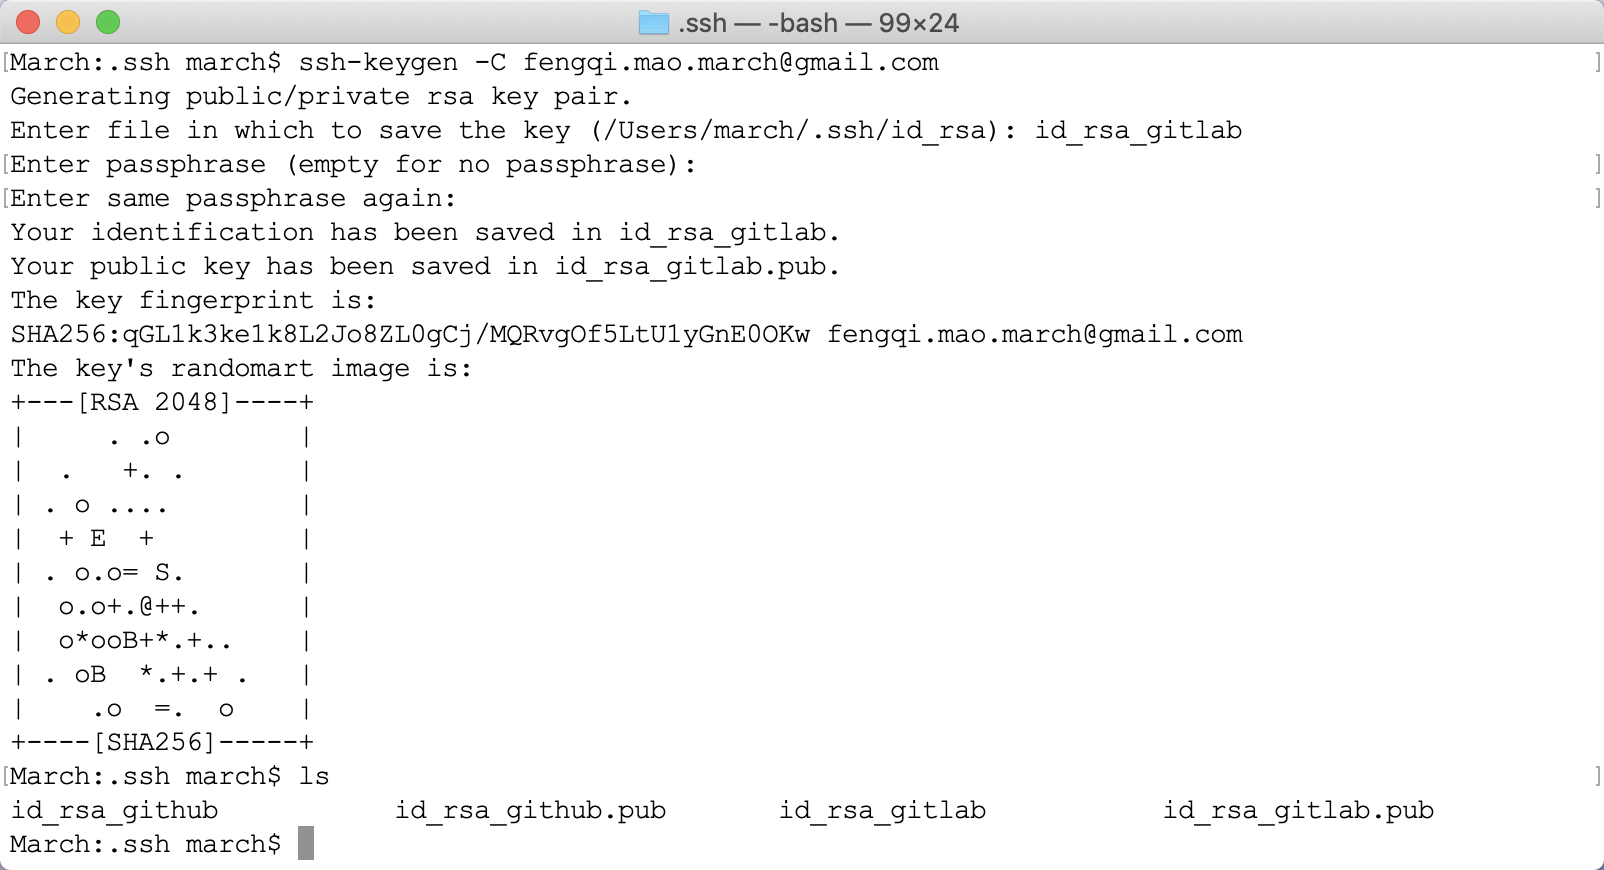 .ssh — -bash — 99×24
[March:.ssh march$ ssh-keygen -C fengqi.mao.march@gmail.com ]
Generating public/private rsa key pair.
Enter file in which to save the key (/Users/march/.ssh/id_rsa): id_rsa_gitlab
[Enter passphrase (empty for no passphrase): ]
[Enter same passphrase again: ]
Your identification has been saved in id_rsa_gitlab.
Your public key has been saved in id_rsa_gitlab.pub.
The key fingerprint is:
SHA256:qGL1k3ke1k8L2Jo8ZL0gCj/MQRvgOf5LtU1yGnE0OKw fengqi.mao.march@gmail.com
The key's randomart image is:
+---[RSA 2048]----+
|     . .o        |
|  .   +. .       |
| . o ....        |
|  + E  +         |
| . o.o= S.       |
|  o.o+.@++.      |
|  o*ooB+*.+..    |
| . oB  *.+.+ .   |
|    .o  =.  o    |
+----[SHA256]-----+
[March:.ssh march$ ls ]
id_rsa_github           id_rsa_github.pub       id_rsa_gitlab           id_rsa_gitlab.pub
March:.ssh march$